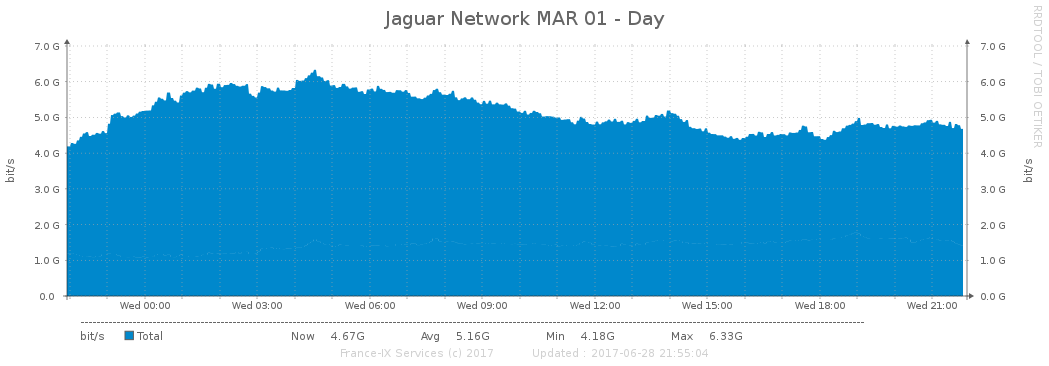 Jaguar Network MAR 01 - Day
RRDTOOL / TOBI OETIKER
7.0 G 7.0 G
6.0 G 6.0 G
5.0 G 5.0 G
4.0 G 4.0 G
3.0 G 3.0 G
2.0 G 2.0 G
1.0 G 1.0 G
0.0 0.0 G
bit/s bit/s
Wed 00:00 Wed 03:00 Wed 06:00 Wed 09:00 Wed 12:00 Wed 15:00 Wed 18:00 Wed 21:00
bit/s Total Now 4.67G Avg 5.16G Min 4.18G Max 6.33G
France-IX Services (c) 2017 Updated : 2017-06-28 21:55:04